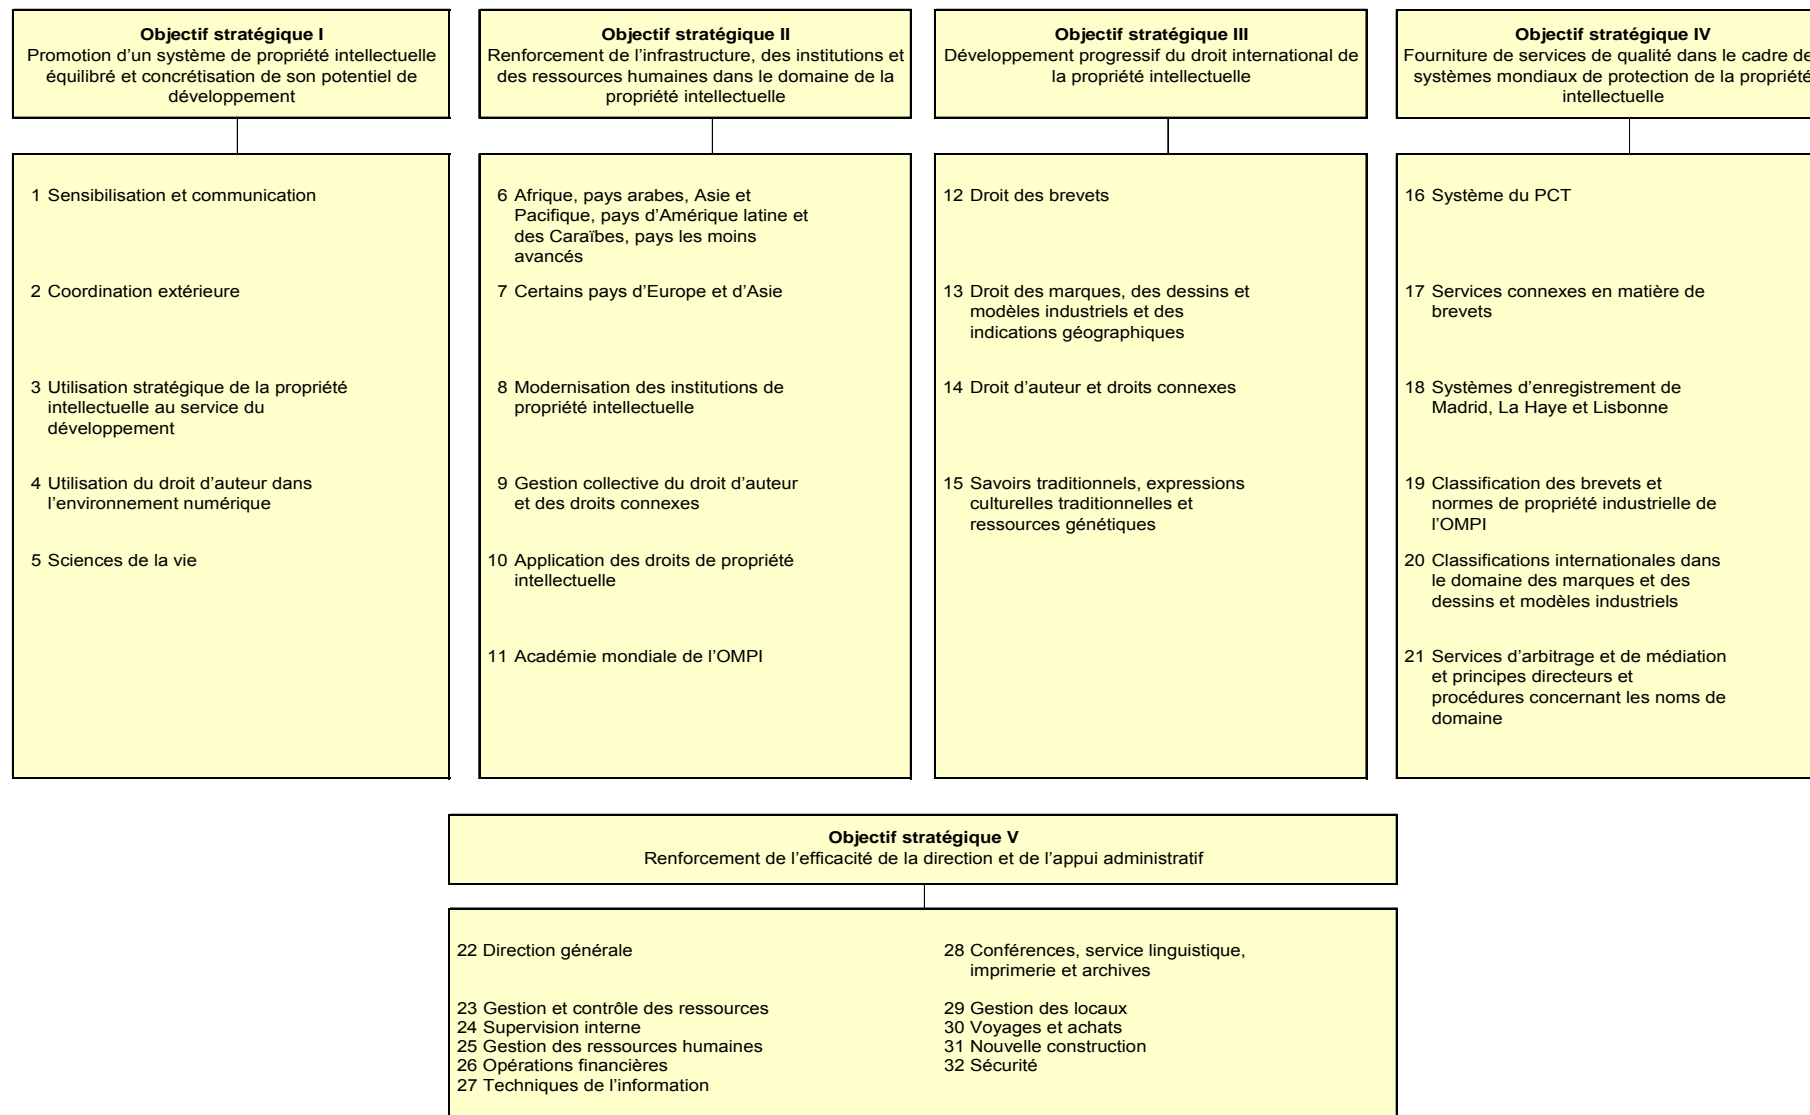 Objectif stratégique I
Promotion d’un système de propriété intellectuelle
équilibré et concrétisation de son potentiel de
développement
1 Sensibilisation et communication
2 Coordination extérieure
3 Utilisation stratégique de la propriété
intellectuelle au service du
développement
4 Utilisation du droit d’auteur dans
l’environnement numérique
5 Sciences de la vie
Objectif stratégique II
Renforcement de l’infrastructure, des institutions et
des ressources humaines dans le domaine de la
propriété intellectuelle
6 Afrique, pays arabes, Asie et
Pacifique, pays d’Amérique latine et
des Caraïbes, pays les moins
avancés
7 Certains pays d’Europe et d’Asie
8 Modernisation des institutions de
propriété intellectuelle
9 Gestion collective du droit d’auteur
et des droits connexes
10 Application des droits de propriété
intellectuelle
11 Académie mondiale de l’OMPI
Objectif stratégique III
Développement progressif du droit international de
la propriété intellectuelle
12 Droit des brevets
13 Droit des marques, des dessins et
modèles industriels et des
indications géographiques
14 Droit d’auteur et droits connexes
15 Savoirs traditionnels, expressions
culturelles traditionnelles et
ressources génétiques
Objectif stratégique IV
Fourniture de services de qualité dans le cadre de
systèmes mondiaux de protection de la propriété
intellectuelle
16 Système du PCT
17 Services connexes en matière de
brevets
18 Systèmes d’enregistrement de
Madrid, La Haye et Lisbonne
19 Classification des brevets et
normes de propriété industrielle de
l’OMPI
20 Classifications internationales dans
le domaine des marques et des
dessins et modèles industriels
21 Services d’arbitrage et de médiation
et principes directeurs et
procédures concernant les noms de
domaine
Objectif stratégique V
Renforcement de l’efficacité de la direction et de l’appui administratif
22 Direction générale
23 Gestion et contrôle des ressources
24 Supervision interne
25 Gestion des ressources humaines
26 Opérations financières
27 Techniques de l’information
28 Conférences, service linguistique,
imprimerie et archives
29 Gestion des locaux
30 Voyages et achats
31 Nouvelle construction
32 Sécurité